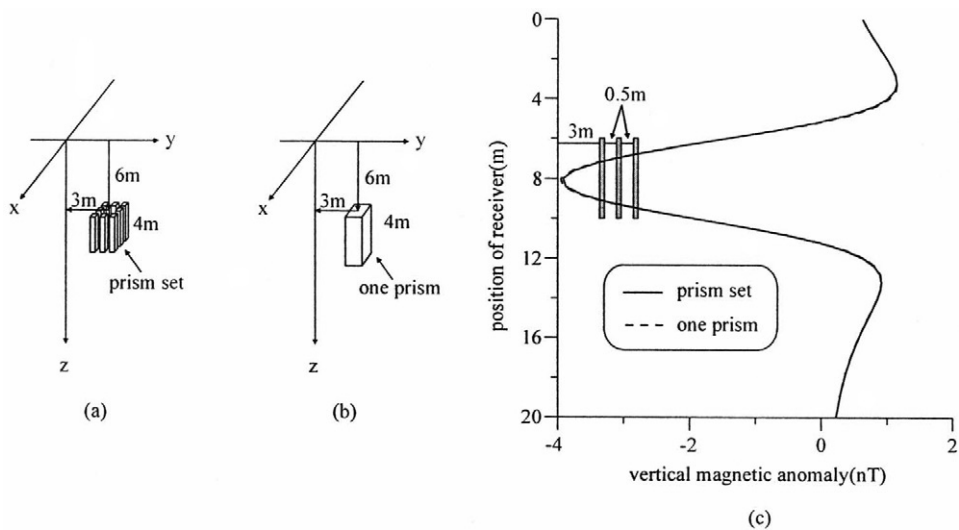 y
6m
3m
x
4m
prism set
z
(a)
y
6m
3m
x
4m
one prism
z
(b)
0
4
8
12
16
20
position of receiver(m)
0.5m
3m
prism set
one prism
-4
-2
0
2
vertical magnetic anomaly(nT)
(c)